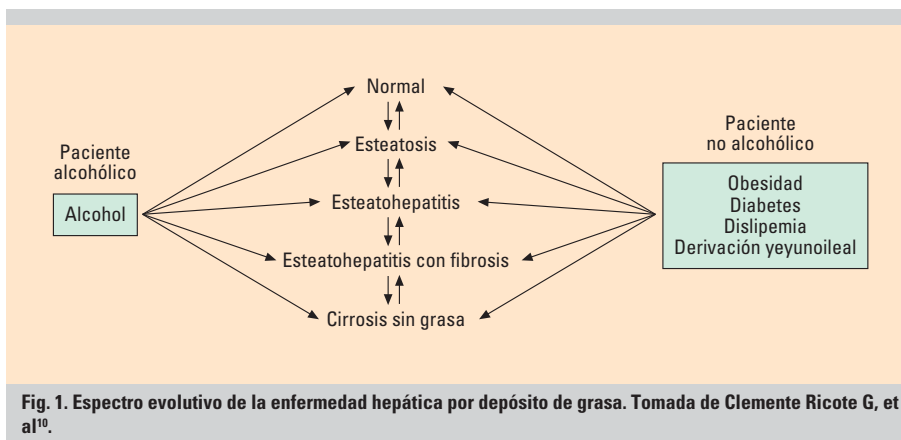 Normal
Esteatosis
Esteatohepatitis
Esteatohepatitis con fibrosis
Cirrosis sin grasa
Paciente
alcohólico
Alcohol
Paciente
no alcohólico
Obesidad
Diabetes
Dislipemia
Derivación yeyunoileal
Fig. 1. Espectro evolutivo de la enfermedad hepática por depósito de grasa. Tomada de Clemente Ricote G, et
al¹⁰.